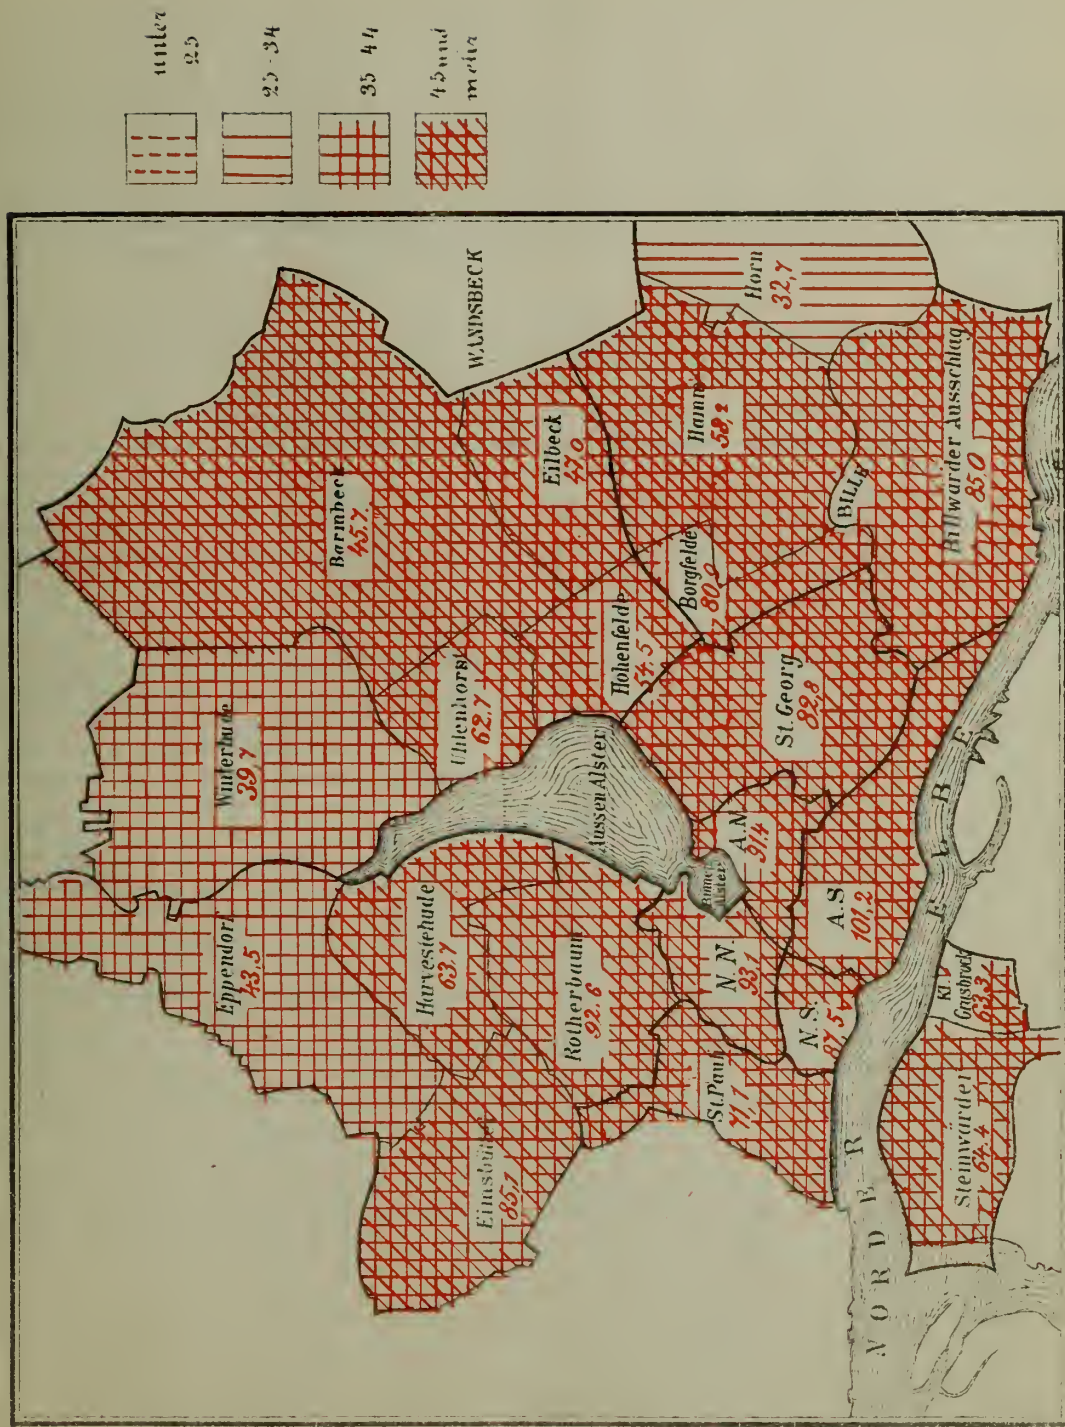 unter
25
25-34
35 44
45 und
mehr
WANDSBECK
Horn
32,7
Barmbeck
45,7.
Eilbeck
47,0
Hamm
58,2
Billwärder Ausschlag
85,0
BILLE
Borgfelde
80,9
Hohenfelde
54,5
Uhlenhorst
62,7
Winterhude
39,7
St. Georg
82,8
Aussen Alster
Binnen
Alster
A.N.
91,4
A.S
101,2
N.N.
93,1
N.S.
87,5
Eppendorf
43,5
Harvestehude
63,7
Rotherbaum
92,6
St. Pauli
77,7
Eimsbüttel
85,1
Kl.
Grasbrook
63,3
Steinwärder
64,4
NORDER ELBE